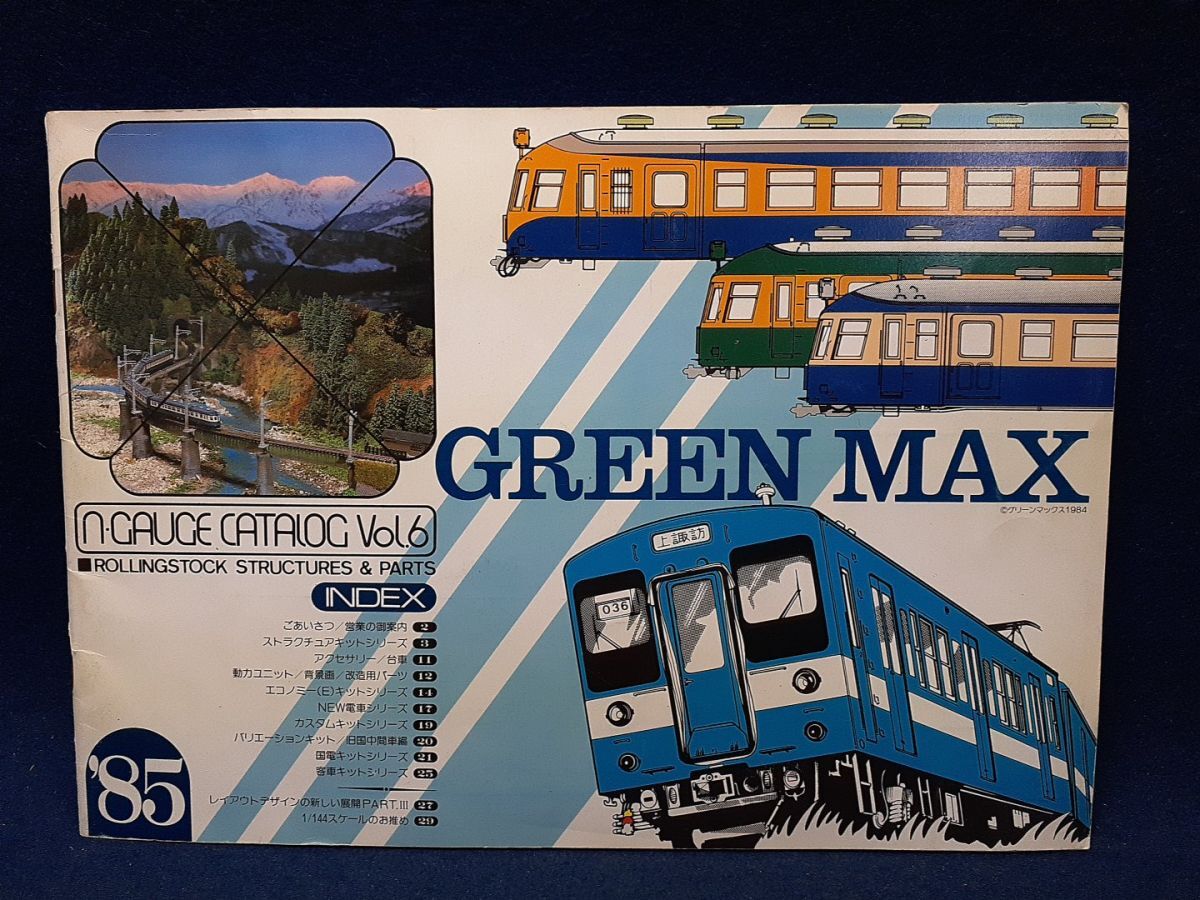 GREEN MAX
©グリーンマックス1984
n・GAUGE CATALOG Vol.6
■ROLLINGSTOCK STRUCTURES & PARTS
INDEX
ごあいさつ/営業の御案内 2
ストラクチュアキットシリーズ 3
アクセサリー/台車 11
動力ユニット/背景画/改造用パーツ 12
エコノミー(E)キットシリーズ 14
NEW電車シリーズ 17
カスタムキットシリーズ 19
バリエーションキット/旧国中間車編 20
国電キットシリーズ 21
客車キットシリーズ 25
レイアウトデザインの新しい展開PART.III 27
1/144スケールのお推め 29
'85
上諏訪
036